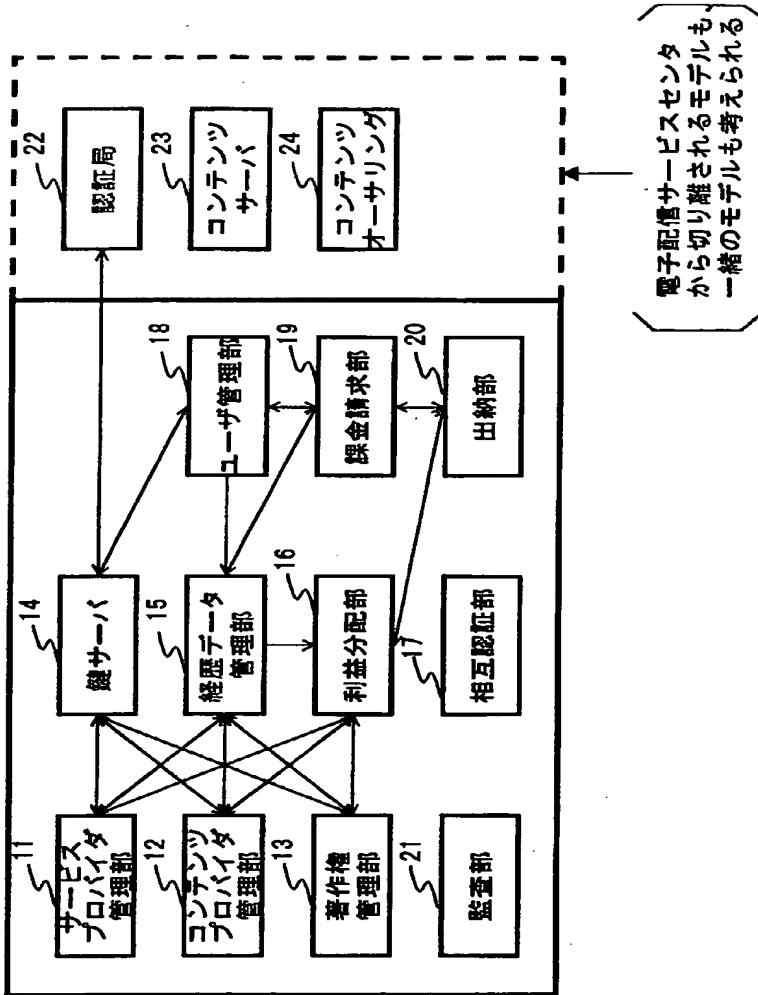 11
サービス
プロバイダ
管理部
12
コンテンツ
プロバイダ
管理部
13
著作権
管理部
21
監査部
14
鍵サーバ
15
経歴データ
管理部
16
利益分配部
17
相互認証部
18
ユーザ管理部
19
課金請求部
20
出納部
22
認証局
23
コンテンツ
サーバ
24
コンテンツ
オーサリング
電子配信サービスセンタ
から切り離されるモデルも
一緒のモデルも考えられる